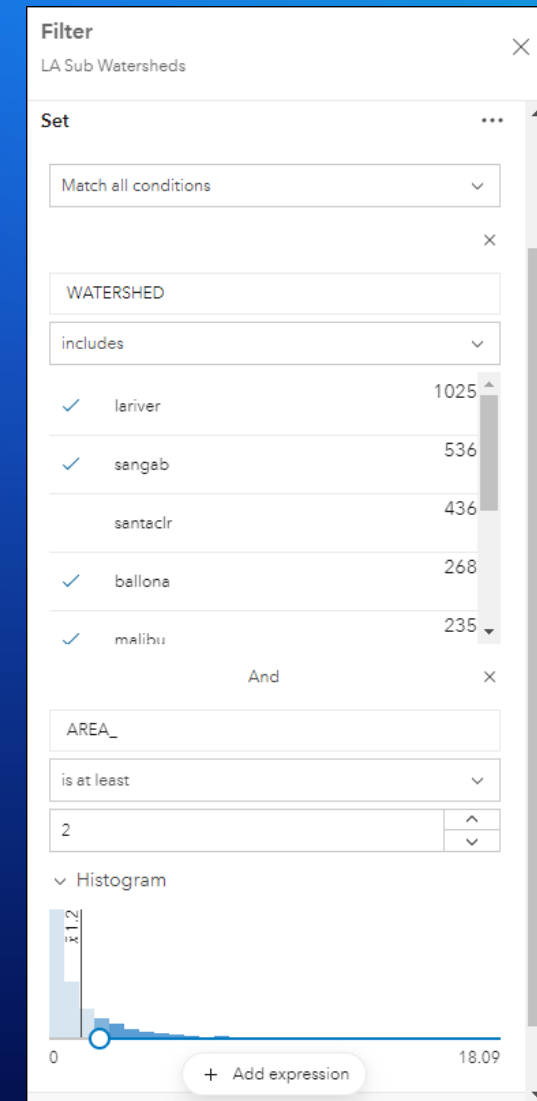 Filter
LA Sub Watersheds
Set
Match all conditions
WATERSHED
includes
lariver 1025
sangab 536
santaclr 436
ballona 268
malibu 235
And
AREA_
is at least
2
Histogram
x̄ 1.2
0 18.09
+ Add expression